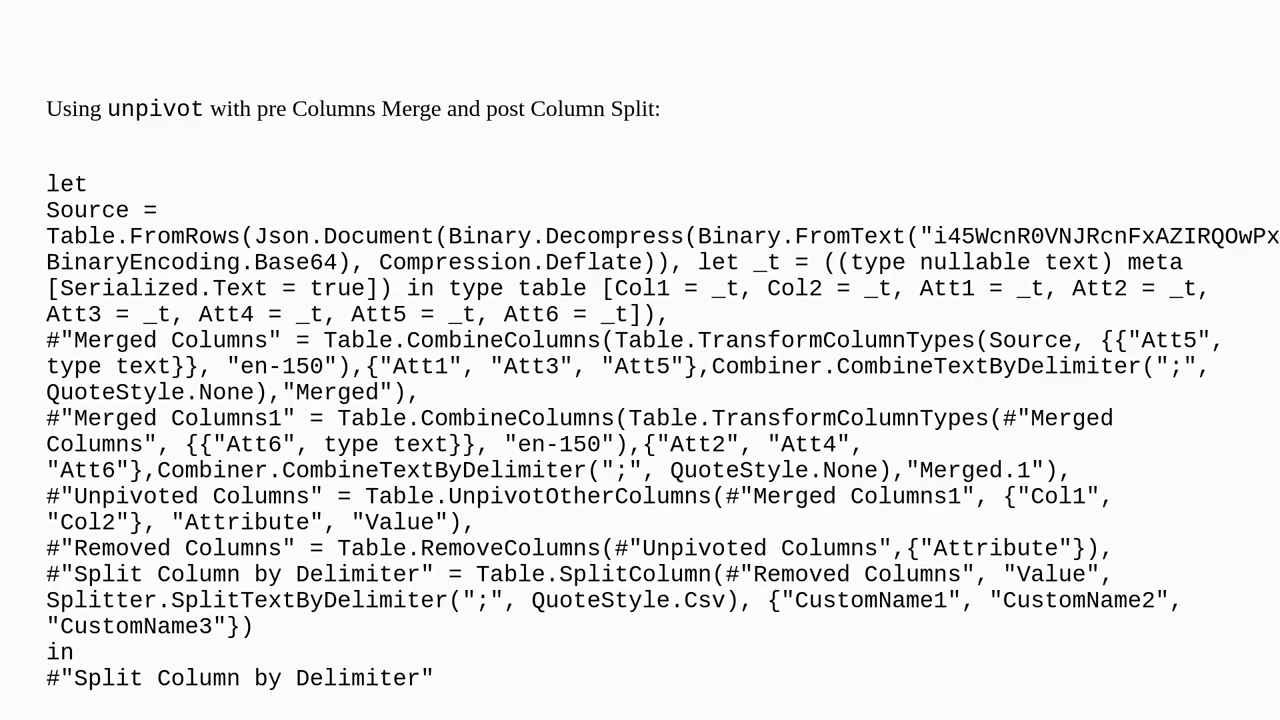 Using unpivot with pre Columns Merge and post Column Split:
let
Source =
Table.FromRows(Json.Document(Binary.Decompress(Binary.FromText("i45WcnR0VNJRcnFxAZIRQOwPx
BinaryEncoding.Base64), Compression.Deflate)), let _t = ((type nullable text) meta
[Serialized.Text = true]) in type table [Col1 = _t, Col2 = _t, Att1 = _t, Att2 = _t,
Att3 = _t, Att4 = _t, Att5 = _t, Att6 = _t]),
#"Merged Columns" = Table.CombineColumns(Table.TransformColumnTypes(Source, {{"Att5",
type text}}, "en-150"),{"Att1", "Att3", "Att5"},Combiner.CombineTextByDelimiter(";",
QuoteStyle.None),"Merged"),
#"Merged Columns1" = Table.CombineColumns(Table.TransformColumnTypes(#"Merged
Columns", {{"Att6", type text}}, "en-150"),{"Att2", "Att4",
"Att6"},Combiner.CombineTextByDelimiter(";", QuoteStyle.None),"Merged.1"),
#"Unpivoted Columns" = Table.UnpivotOtherColumns(#"Merged Columns1", {"Col1",
"Col2"}, "Attribute", "Value"),
#"Removed Columns" = Table.RemoveColumns(#"Unpivoted Columns",{"Attribute"}),
#"Split Column by Delimiter" = Table.SplitColumn(#"Removed Columns", "Value",
Splitter.SplitTextByDelimiter(";", QuoteStyle.Csv), {"CustomName1", "CustomName2",
"CustomName3"})
in
#"Split Column by Delimiter"